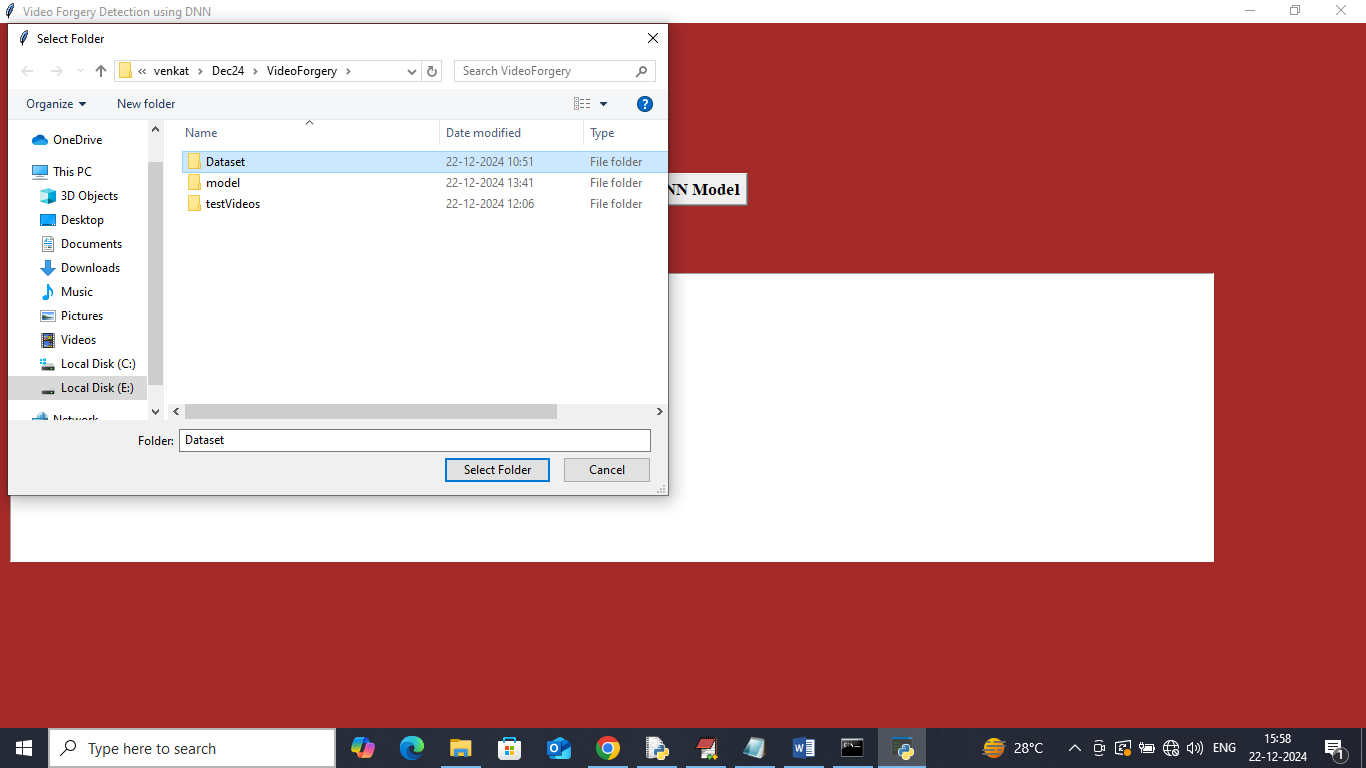 Video Forgery Detection using DNN
Select Folder
« venkat › Dec24 › VideoForgery ›
Search VideoForgery
Organize
New folder
Name
Date modified
Type
OneDrive
This PC
3D Objects
Desktop
Documents
Downloads
Music
Pictures
Videos
Local Disk (C:)
Local Disk (E:)
Network
Dataset 22-12-2024 10:51 File folder
model 22-12-2024 13:41 File folder
testVideos 22-12-2024 12:06 File folder
Folder: Dataset
Select Folder
Cancel
NN Model
Type here to search
28°C
ENG
15:58
22-12-2024
1